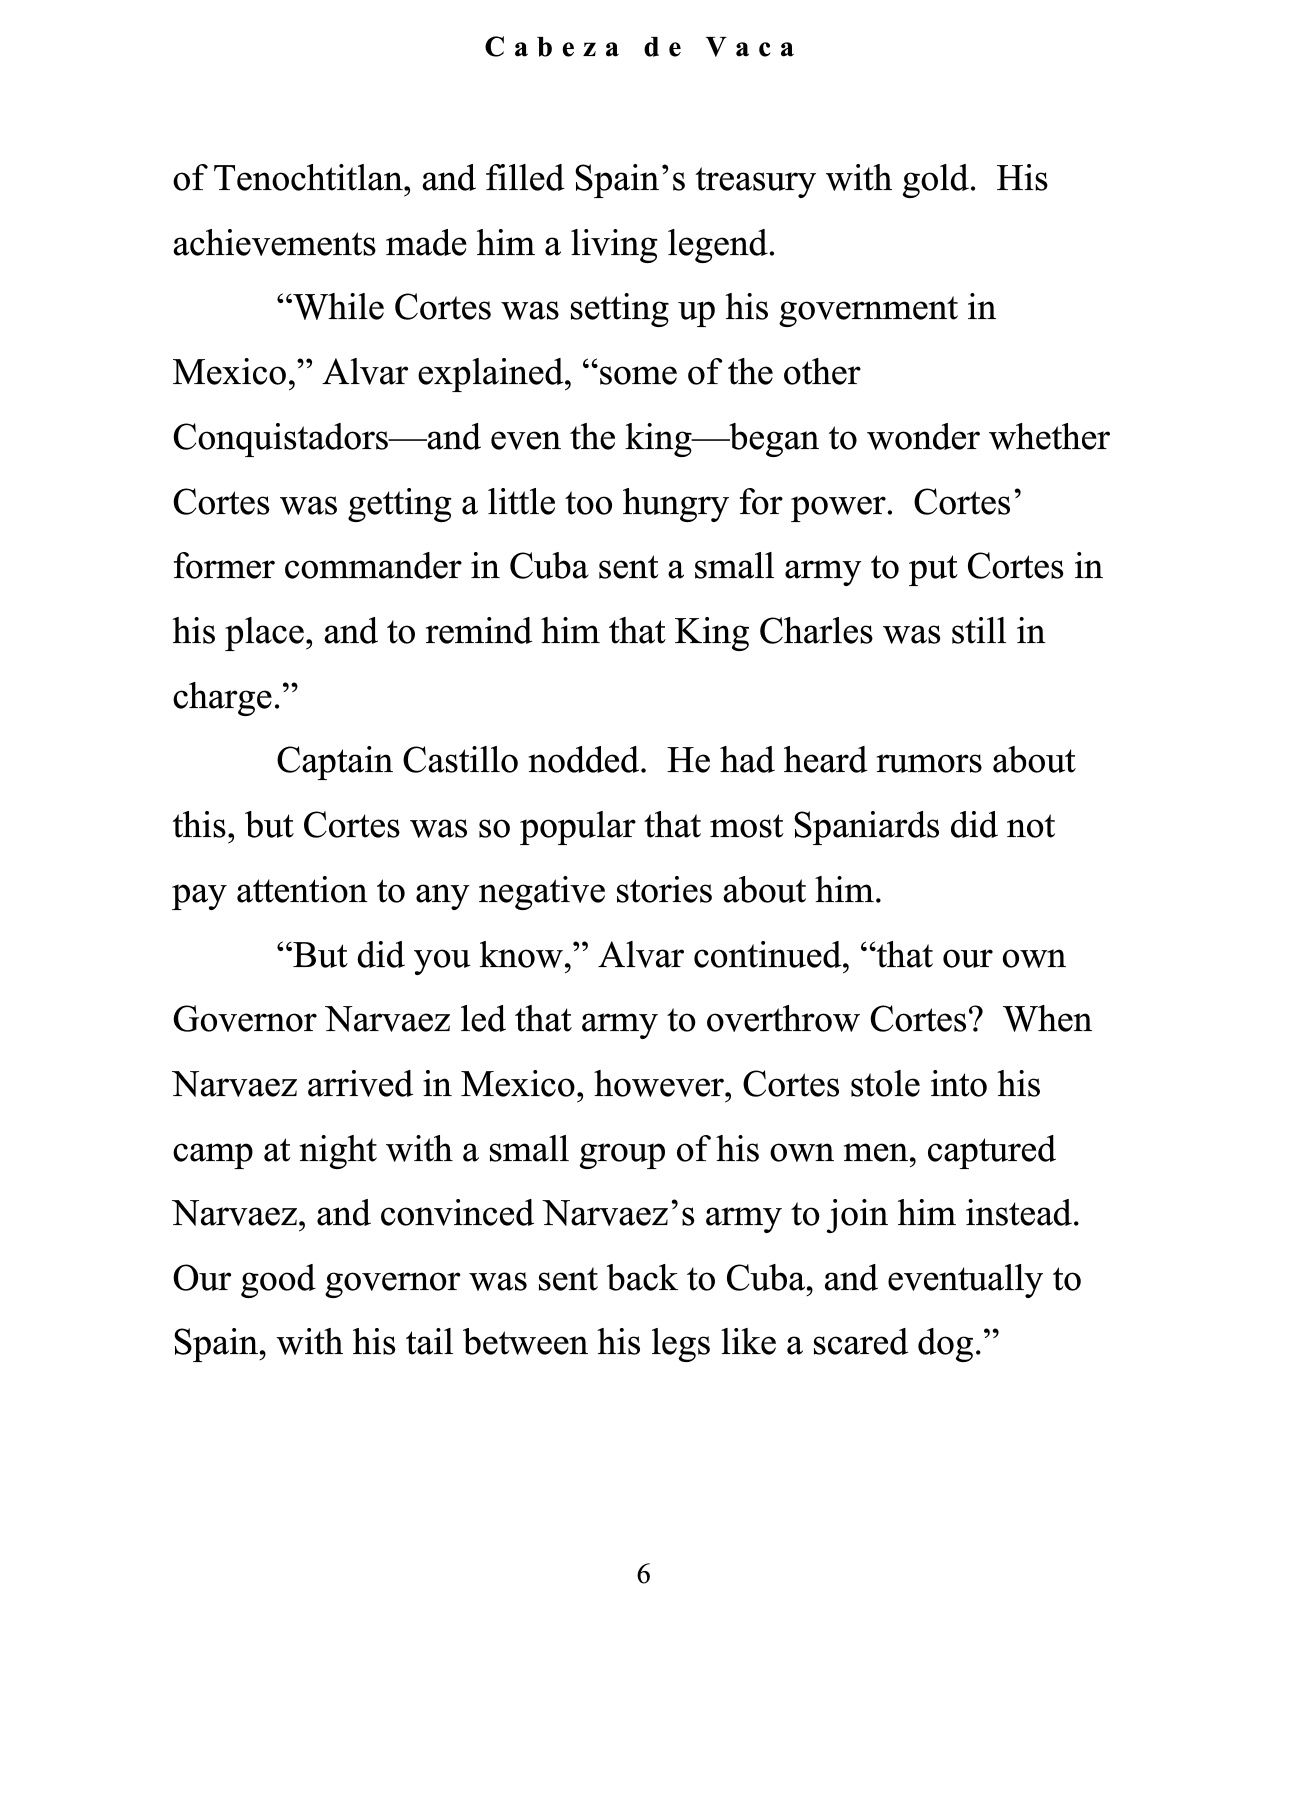 Cabeza de Vaca
of Tenochtitlan, and filled Spain’s treasury with gold.  His
achievements made him a living legend.
“While Cortes was setting up his government in
Mexico,” Alvar explained, “some of the other
Conquistadors—and even the king—began to wonder whether
Cortes was getting a little too hungry for power.  Cortes’
former commander in Cuba sent a small army to put Cortes in
his place, and to remind him that King Charles was still in
charge.”
Captain Castillo nodded.  He had heard rumors about
this, but Cortes was so popular that most Spaniards did not
pay attention to any negative stories about him.
“But did you know,” Alvar continued, “that our own
Governor Narvaez led that army to overthrow Cortes?  When
Narvaez arrived in Mexico, however, Cortes stole into his
camp at night with a small group of his own men, captured
Narvaez, and convinced Narvaez’s army to join him instead.
Our good governor was sent back to Cuba, and eventually to
Spain, with his tail between his legs like a scared dog.”
6